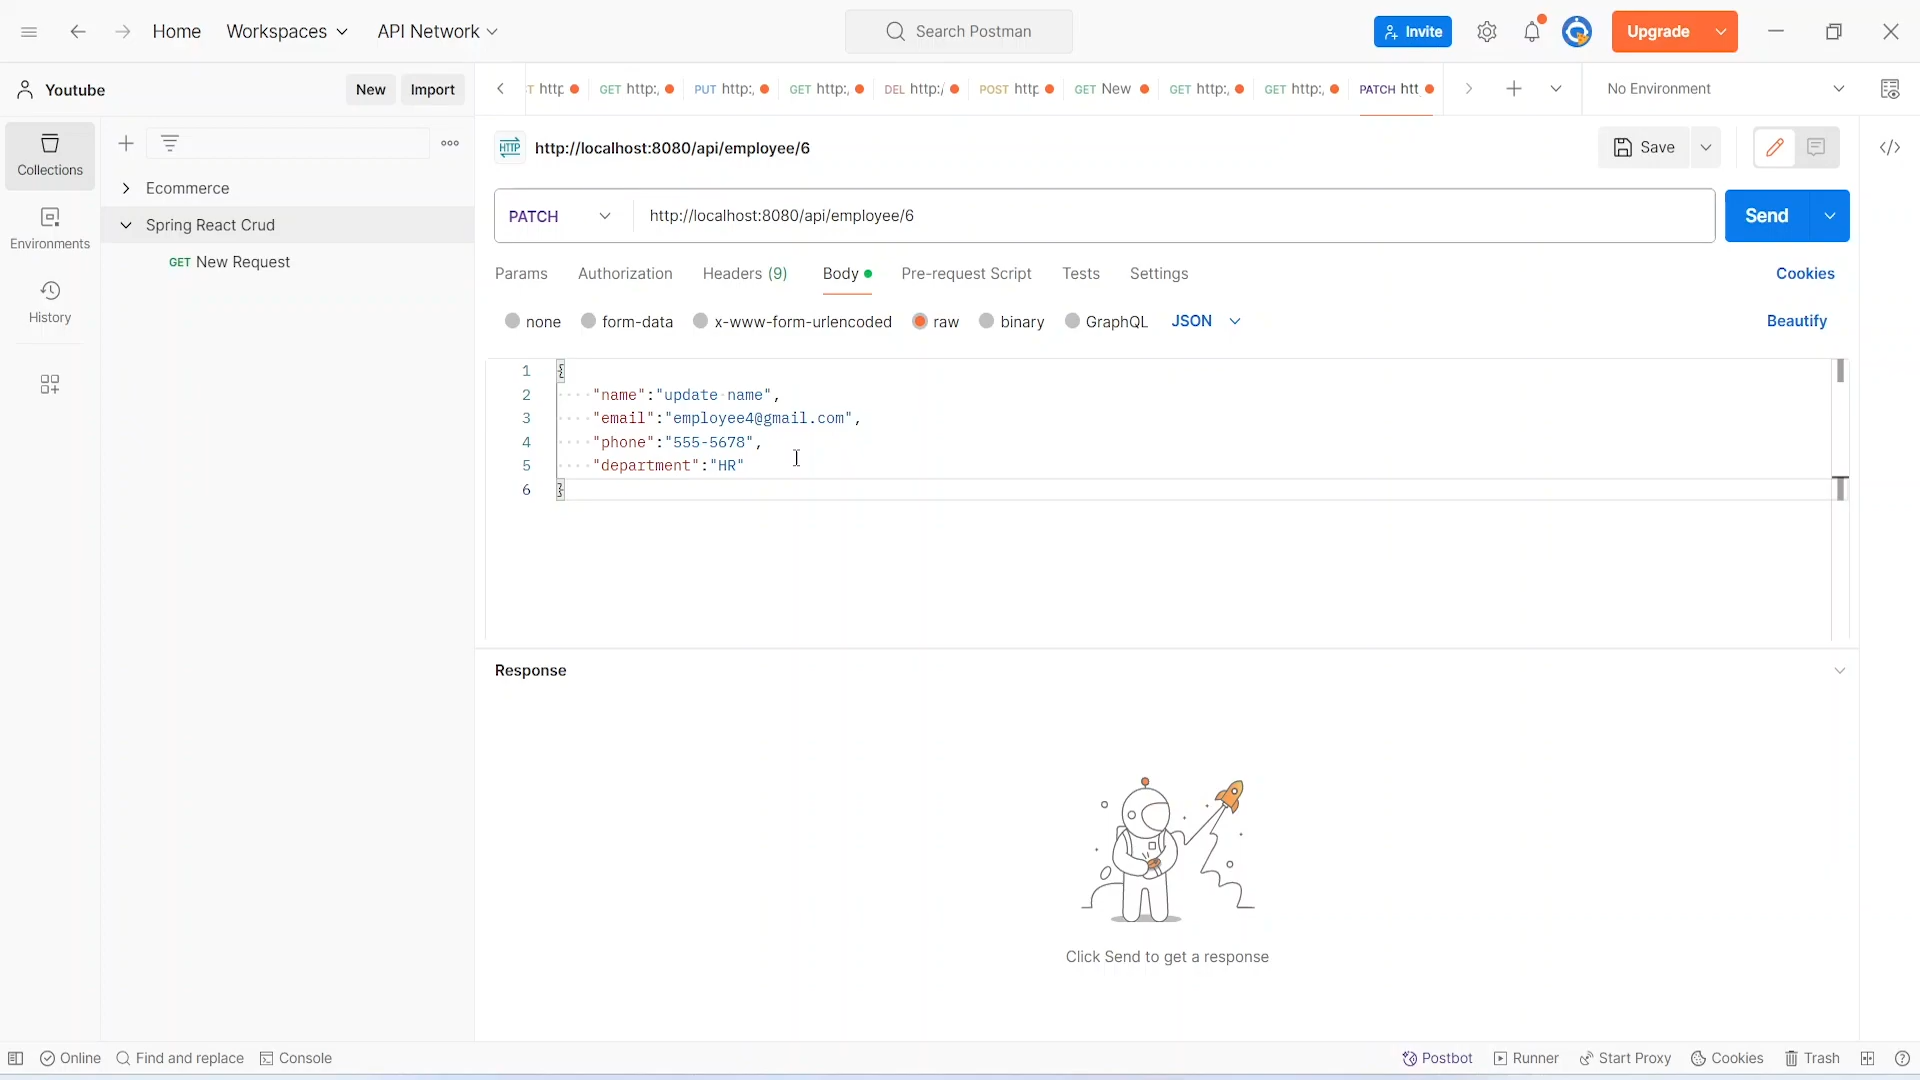 Home Workspaces API Network Search Postman Invite Upgrade
Youtube New Import
http GET http:, PUT http:, GET http:, DEL http:/ POST http GET New GET http:, GET http:, PATCH htt No Environment
Collections
Environments
History
Ecommerce
Spring React Crud
GET New Request
HTTP http://localhost:8080/api/employee/6 Save
PATCH http://localhost:8080/api/employee/6 Send
Params Authorization Headers (9) Body Pre-request Script Tests Settings Cookies
none form-data x-www-form-urlencoded raw binary GraphQL JSON Beautify
1 {
2 "name":"update name",
3 "email":"employee4@gmail.com",
4 "phone":"555-5678",
5 "department":"HR"
6 }
Response
Click Send to get a response
Online Find and replace Console Postbot Runner Start Proxy Cookies Trash